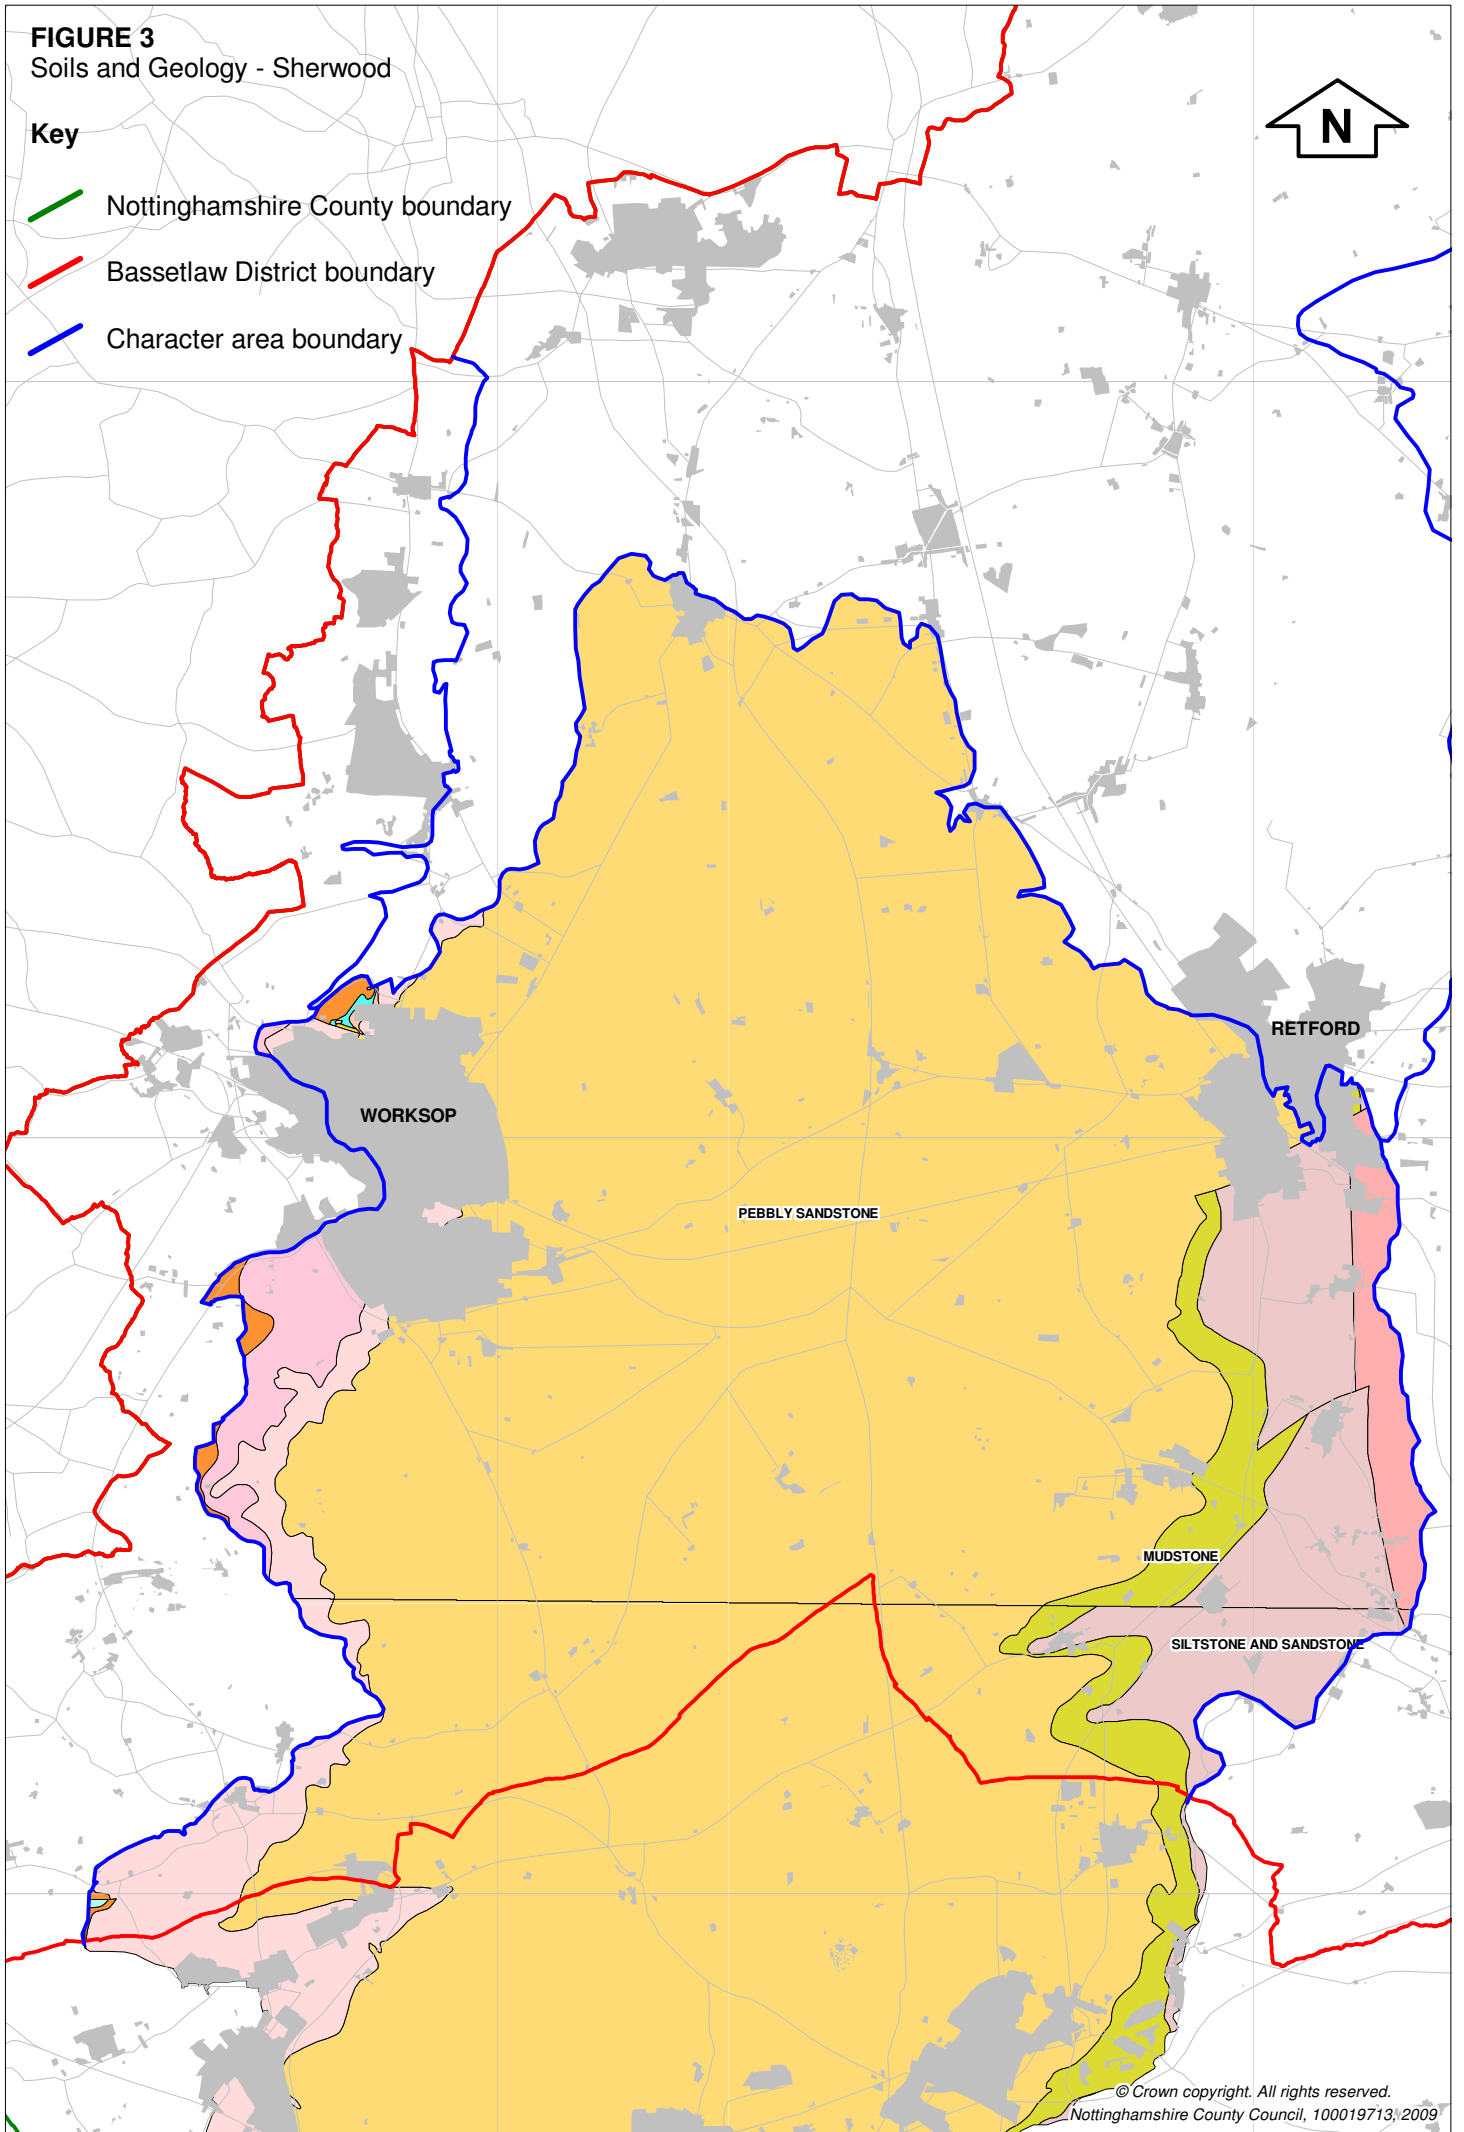 FIGURE 3
Soils and Geology - Sherwood
Key
N
Nottinghamshire County boundary
Bassetlaw District boundary
Character area boundary
RETFORD
WORKSOP
PEBBLY SANDSTONE
MUDSTONE
SILTSTONE AND SANDSTONE
© Crown copyright. All rights reserved.
Nottinghamshire County Council, 100019713, 2009